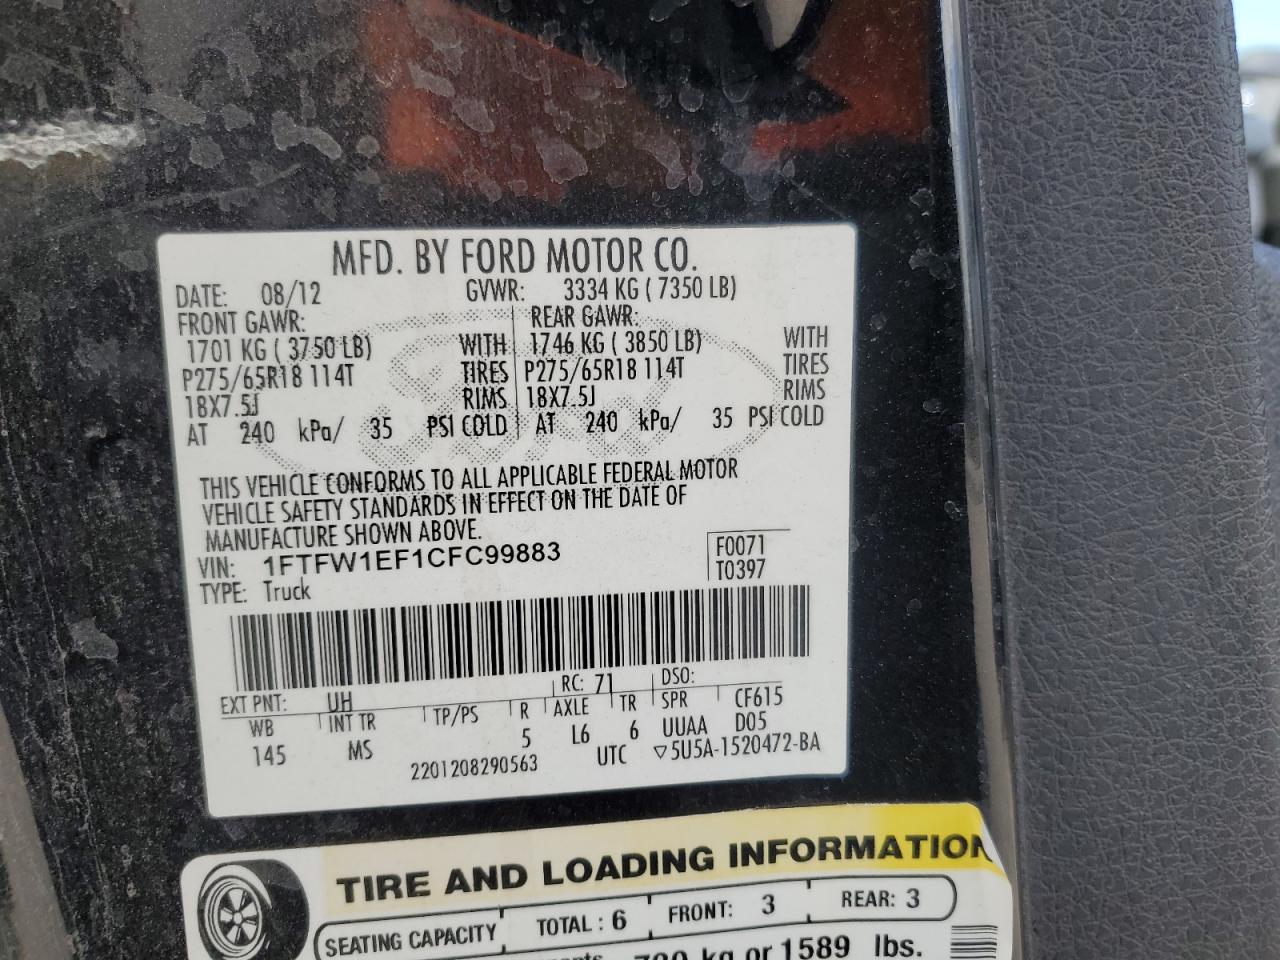 MFD. BY FORD MOTOR CO.
DATE: 08/12 GVWR: 3334 KG ( 7350 LB)
FRONT GAWR: REAR GAWR:
1701 KG ( 3750 LB) WITH 1746 KG ( 3850 LB) WITH
P275/65R18 114T TIRES P275/65R18 114T TIRES
18X7.5J RIMS 18X7.5J RIMS
AT 240 kPa/ 35 PSI COLD AT 240 kPa/ 35 PSI COLD
THIS VEHICLE CONFORMS TO ALL APPLICABLE FEDERAL MOTOR
VEHICLE SAFETY STANDARDS IN EFFECT ON THE DATE OF
MANUFACTURE SHOWN ABOVE.
VIN: 1FTFW1EF1CFC99883 F0071
TYPE: Truck T0397
EXT PNT: UH RC: 71 DSO:
WB INT TR TP/PS R AXLE TR SPR CF615
145 MS 5 L6 6 UUAA D05
2201208290563 UTC ▽5U5A-1520472-BA
TIRE AND LOADING INFORMATION
SEATING CAPACITY TOTAL : 6 FRONT: 3 REAR: 3
kg or 1589 lbs.